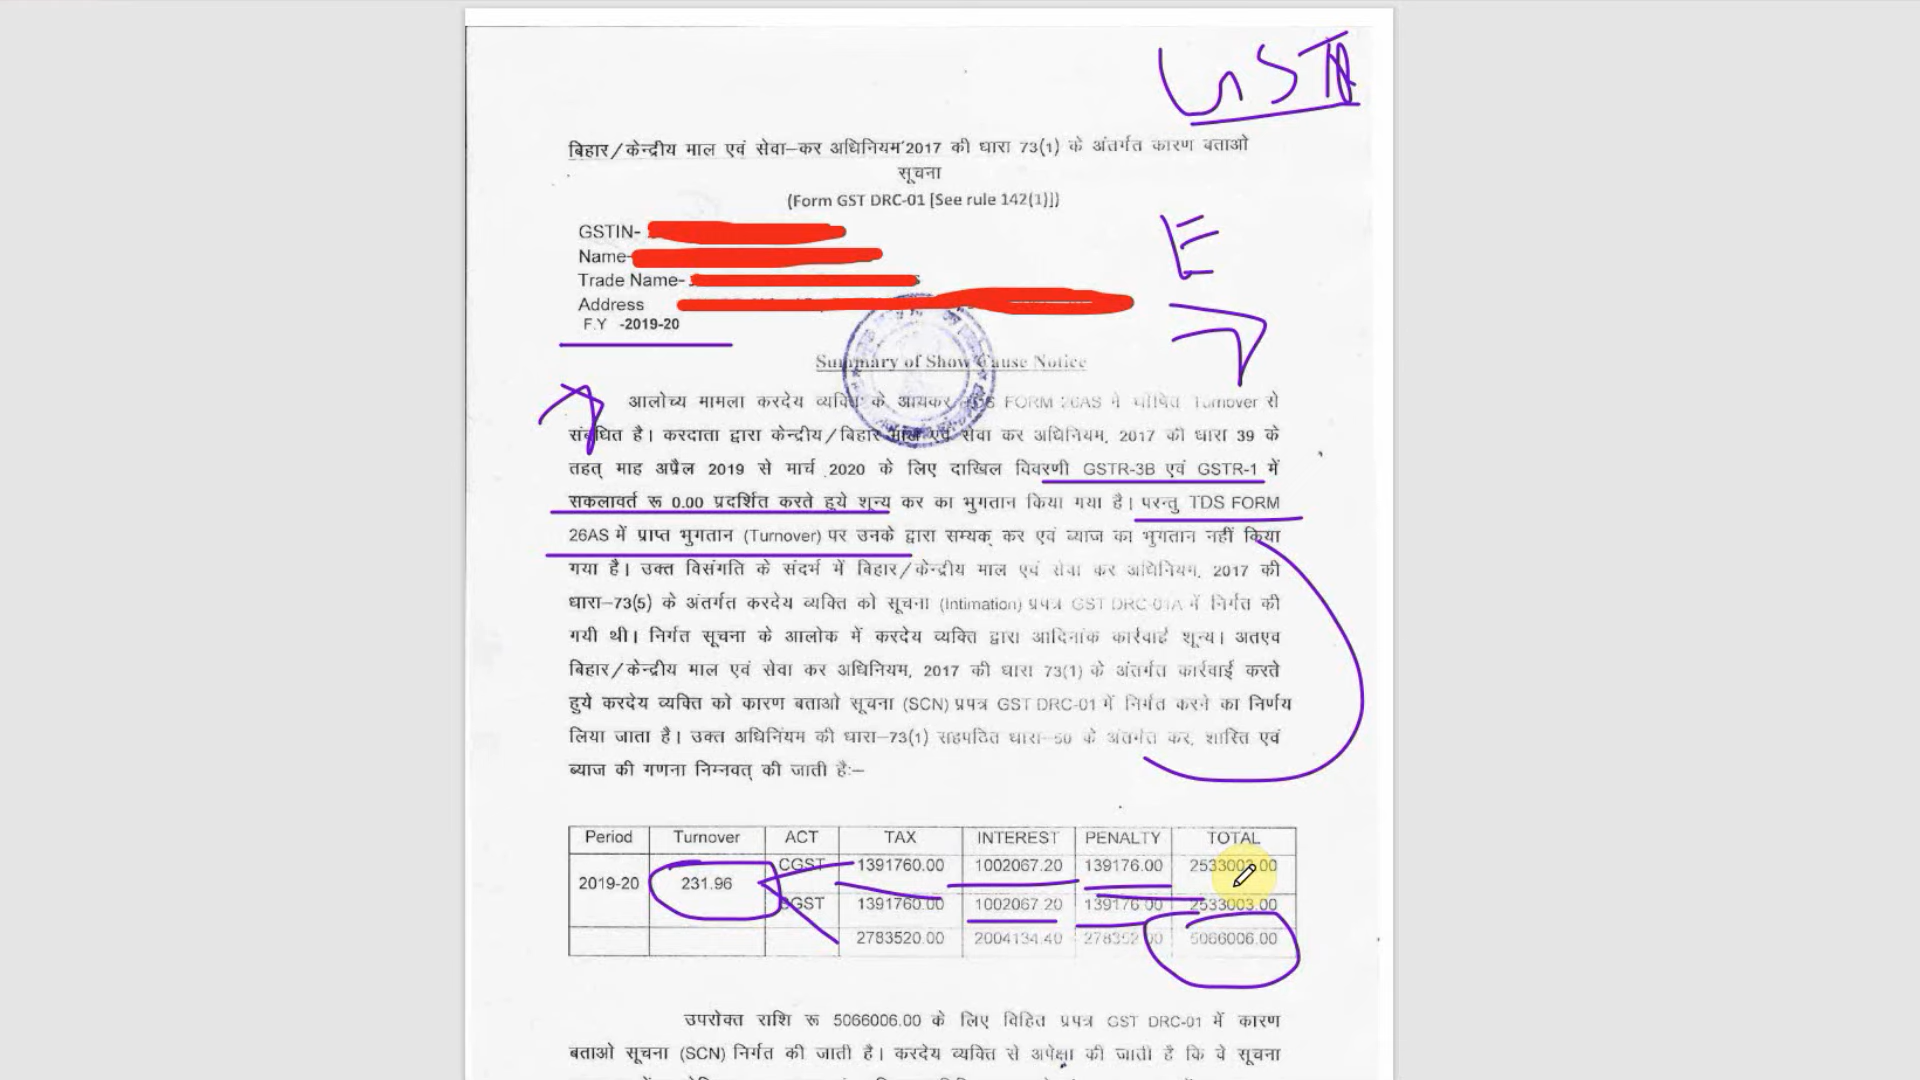 GSTN
बिहार/केन्द्रीय माल एवं सेवा–कर अधिनियम'2017 की धारा 73(1) के अंतर्गत कारण बताओ
सूचना
(Form GST DRC-01 [See rule 142(1)])
GSTIN-
Name-
Trade Name-
Address
F.Y -2019-20
Summary of Show Cause Notice
आलोच्य मामला करदेय व्यक्ति के आयकर TDS FORM 26AS में घोषित Turnover से
संबंधित है। करदाता द्वारा केन्द्रीय/बिहार माल एवं सेवा कर अधिनियम, 2017 की धारा 39 के
तहत् माह अप्रैल 2019 से मार्च 2020 के लिए दाखिल विवरणी GSTR-3B एवं GSTR-1 में
सकलावर्त रू 0.00 प्रदर्शित करते हुये शून्य कर का भुगतान किया गया है। परन्तु TDS FORM
26AS में प्राप्त भुगतान (Turnover) पर उनके द्वारा सम्यक् कर एवं ब्याज का भुगतान नहीं किया
गया है। उक्त विसंगति के संदर्भ में बिहार/केन्द्रीय माल एवं सेवा कर अधिनियम, 2017 की
धारा–73(5) के अंतर्गत करदेय व्यक्ति को सूचना (Intimation) प्रपत्र GST DRC-01A में निर्गत की
गयी थी। निर्गत सूचना के आलोक में करदेय व्यक्ति द्वारा आदिनांक कार्रवाई शून्य। अतएव
बिहार/केन्द्रीय माल एवं सेवा कर अधिनियम, 2017 की धारा 73(1) के अंतर्गत कार्रवाई करते
हुये करदेय व्यक्ति को कारण बताओ सूचना (SCN) प्रपत्र GST DRC-01 में निर्गत करने का निर्णय
लिया जाता है। उक्त अधिनियम की धारा–73(1) सहपठित धारा–50 के अंतर्गत कर, शास्ति एवं
ब्याज की गणना निम्नवत् की जाती है:–
Period Turnover ACT TAX INTEREST PENALTY TOTAL
CGST 1391760.00 1002067.20 139176.00 2533003.00
2019-20 231.96
SGST 1391760.00 1002067.20 139176.00 2533003.00
2783520.00 2004134.40 278352.00 5066006.00
उपरोक्त राशि रू 5066006.00 के लिए विहित प्रपत्र GST DRC-01 में कारण
बताओ सूचना (SCN) निर्गत की जाती है। करदेय व्यक्ति से अपेक्षा की जाती है कि वे सूचना